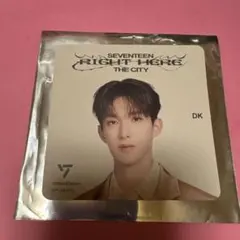 SEVENTEEN
RIGHT HERE
THE CITY
DK